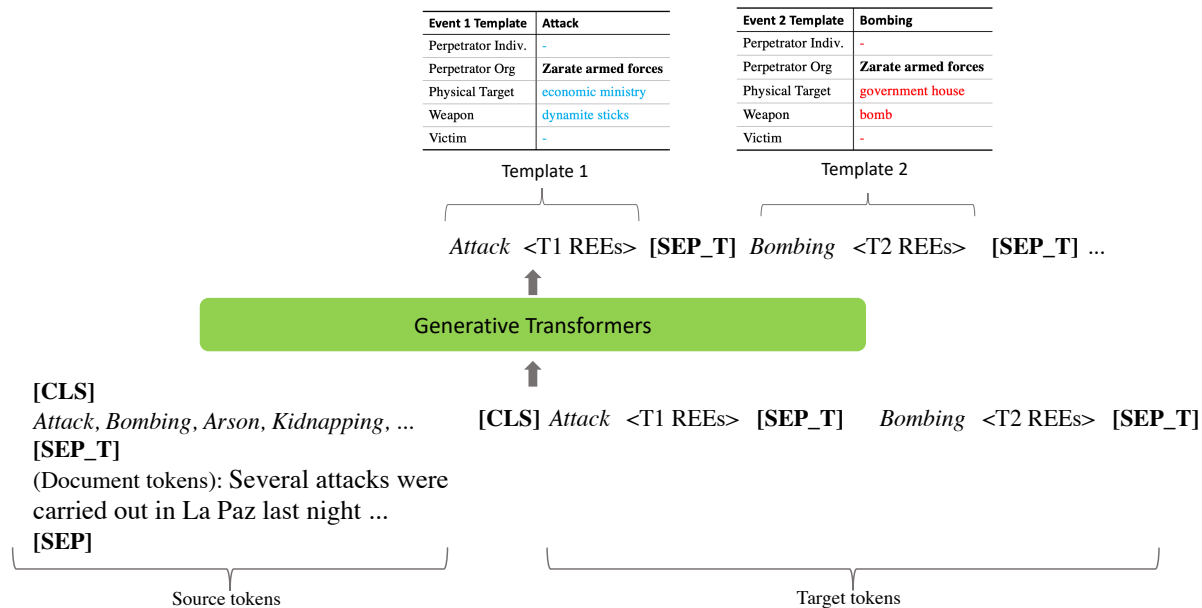 Event 1 Template Attack
Perpetrator Indiv. -
Perpetrator Org Zarate armed forces
Physical Target economic ministry
Weapon dynamite sticks
Victim -
Template 1
Event 2 Template Bombing
Perpetrator Indiv. -
Perpetrator Org Zarate armed forces
Physical Target government house
Weapon bomb
Victim -
Template 2
Attack <T1 REEs> [SEP_T] Bombing <T2 REEs> [SEP_T] ...
Generative Transformers
[CLS]
Attack, Bombing, Arson, Kidnapping, ...
[SEP_T]
(Document tokens): Several attacks were
carried out in La Paz last night ...
[SEP]
Source tokens
[CLS] Attack <T1 REEs> [SEP_T] Bombing <T2 REEs> [SEP_T]
Target tokens